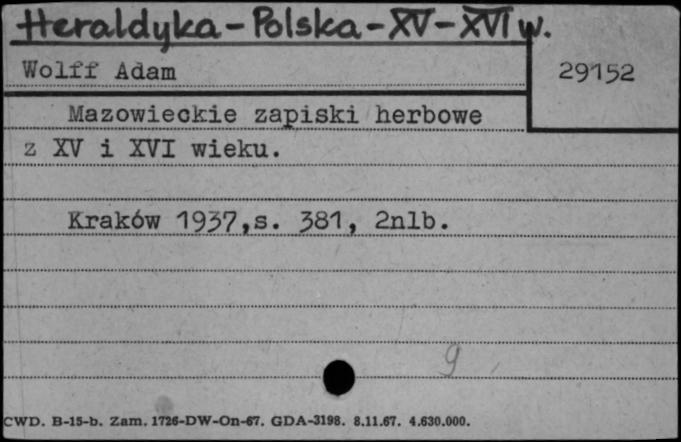 Heraldyka - Polska - XV - XVI w.
Wolff Adam
29152
Mazowieckie zapiski herbowe
z XV i XVI wieku.
Kraków 1937, s. 381, 2nlb.
9
CWD. B-15-b. Zam. 1726-DW-On-67. GDA-3198. 8.11.67. 4.630.000.